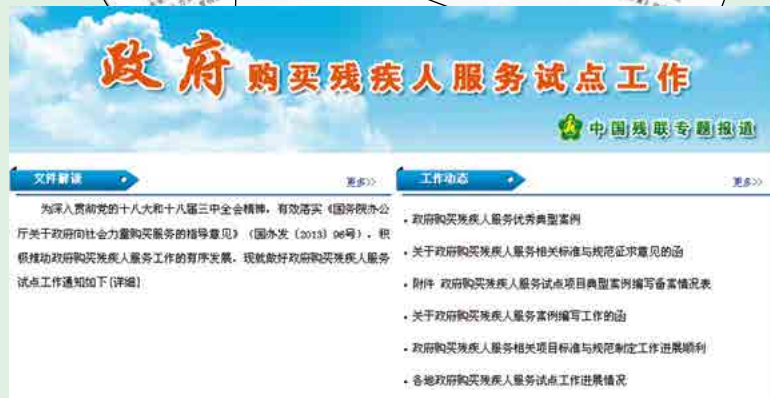 政府购买残疾人服务试点工作
中国残联专题报道
文件解读
更多>>
为深入贯彻党的十八大和十八届三中全会精神，有效落实《国务院办公
厅关于政府向社会力量购买服务的指导意见》（国办发〔2013〕96号），积
极推动政府购买残疾人服务工作的有序发展，现就做好政府购买残疾人服务
试点工作通知如下[详细]
工作动态
更多>>
·政府购买残疾人服务优秀典型案例
·关于政府购买残疾人服务相关标准与规范征求意见的函
·附件 政府购买残疾人服务试点项目典型案例编写备案情况表
·关于政府购买残疾人服务案例编写工作的函
·政府购买残疾人服务相关项目标准与规范制定工作进展顺利
·各地政府购买残疾人服务试点工作进展情况